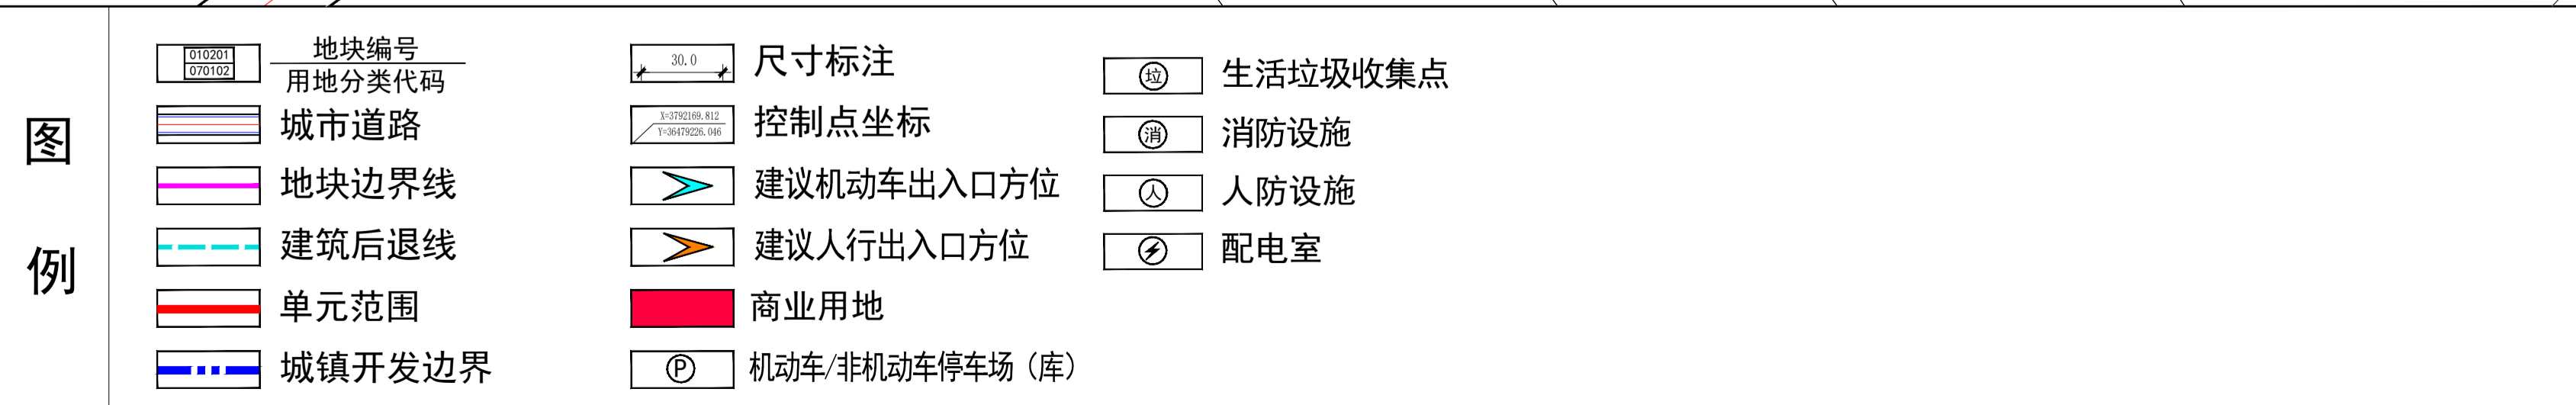 图例
010201
070102
地块编号
用地分类代码
城市道路
地块边界线
建筑后退线
单元范围
城镇开发边界
30.0
尺寸标注
X=3792169.812
Y=36479226.046
控制点坐标
建议机动车出入口方位
建议人行出入口方位
商业用地
P
机动车/非机动车停车场（库）
垃
生活垃圾收集点
消
消防设施
人
人防设施
配电室